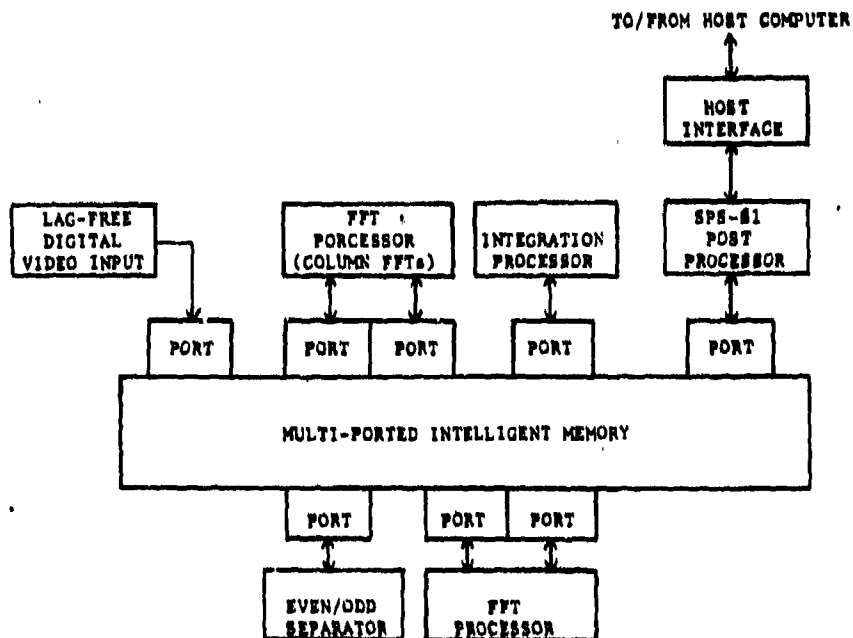 TO/FROM HOST COMPUTER
HOST
INTERFACE
LAG-FREE
DIGITAL
VIDEO INPUT
FFT
PORCESSOR
(COLUMN FFTs)
INTEGRATION
PROCESSOR
SPS-81
POST
PROCESSOR
PORT
PORT
PORT
PORT
PORT
MULTI-PORTED INTELLIGENT MEMORY
PORT
PORT
PORT
EVEN/ODD
SEPARATOR
FFT
PROCESSOR